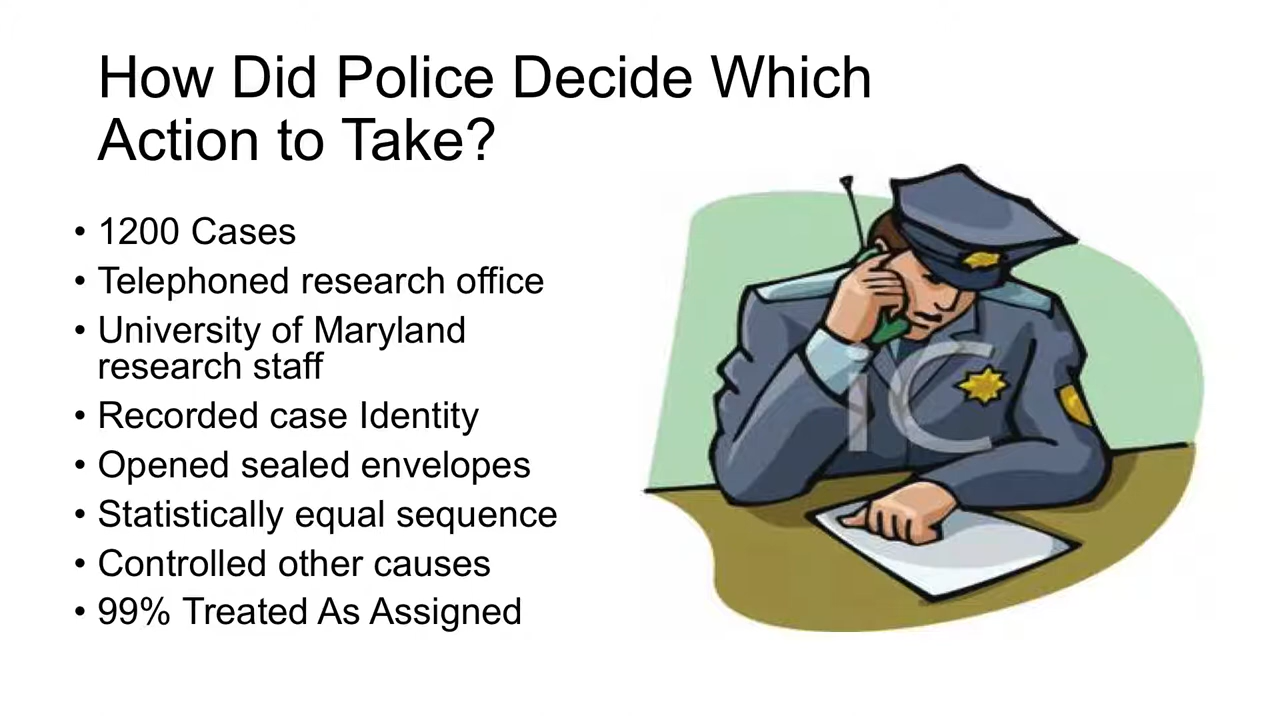 How Did Police Decide Which
Action to Take?
• 1200 Cases
• Telephoned research office
• University of Maryland
research staff
• Recorded case Identity
• Opened sealed envelopes
• Statistically equal sequence
• Controlled other causes
• 99% Treated As Assigned
iC